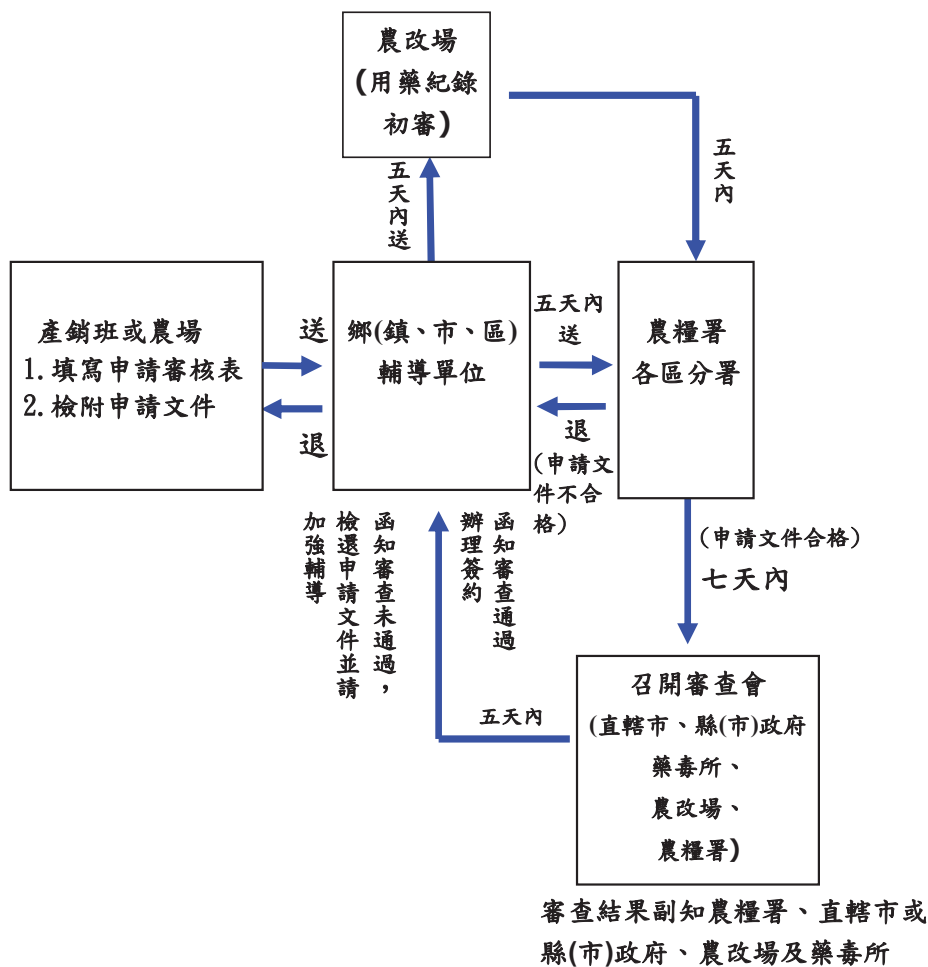 農改場
(用藥紀錄
初審)
五天內送
五天內
產銷班或農場
1.填寫申請審核表
2.檢附申請文件
送
退
鄉(鎮、市、區)
輔導單位
五天內
送
退
(申請文
件不合
格)
農糧署
各區分署
(申請文件合格)
七天內
函知審查未通過，
檢還申請文件並請
加強輔導
函知審查通過
辦理簽約
五天內
召開審查會
(直轄市、縣(市)政府
藥毒所、
農改場、
農糧署)
審查結果副知農糧署、直轄市或
縣(市)政府、農改場及藥毒所